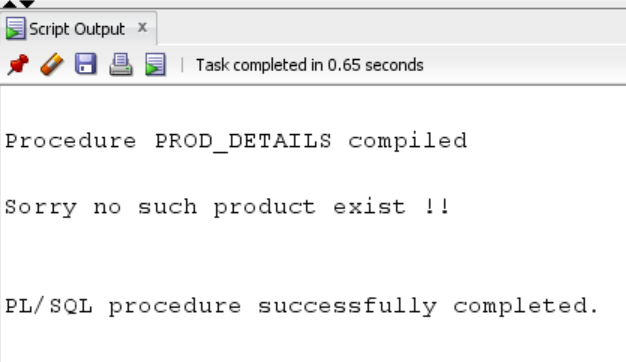 Script Output x
Task completed in 0.65 seconds
Procedure PROD_DETAILS compiled
Sorry no such product exist !!
PL/SQL procedure successfully completed.